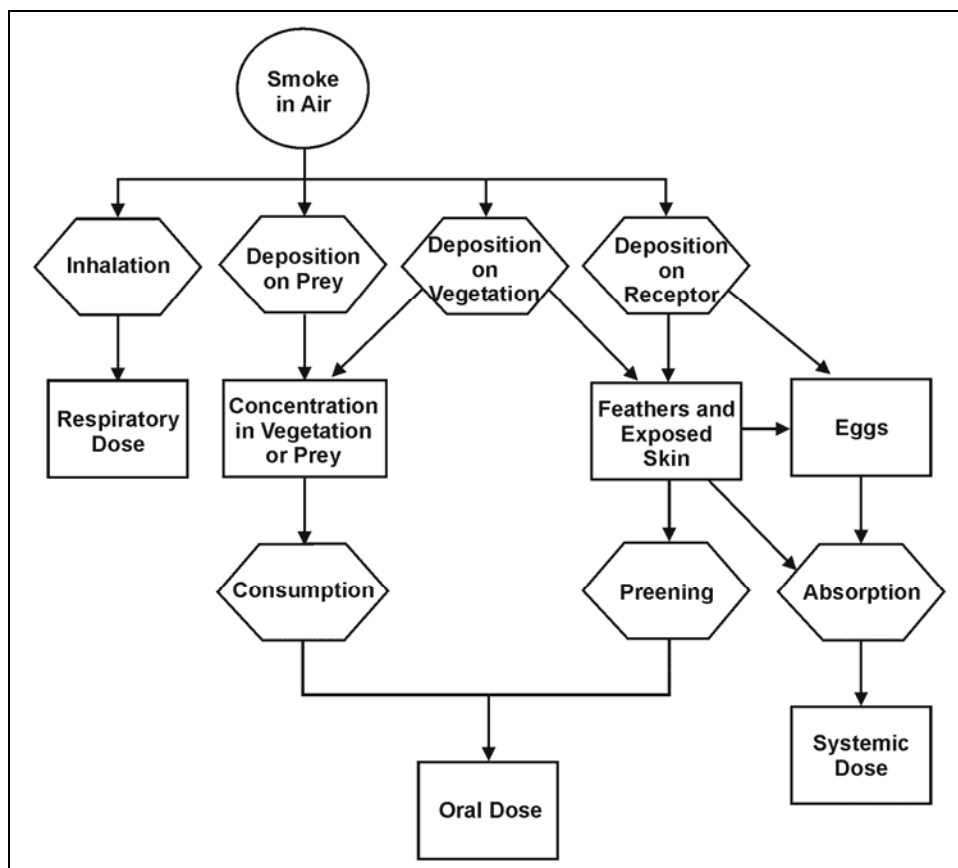 Smoke
in Air
Inhalation
Deposition
on Prey
Deposition
on
Vegetation
Deposition
on
Receptor
Respiratory
Dose
Concentration
in Vegetation
or Prey
Feathers and
Exposed
Skin
Eggs
Consumption
Preening
Absorption
Systemic
Dose
Oral Dose